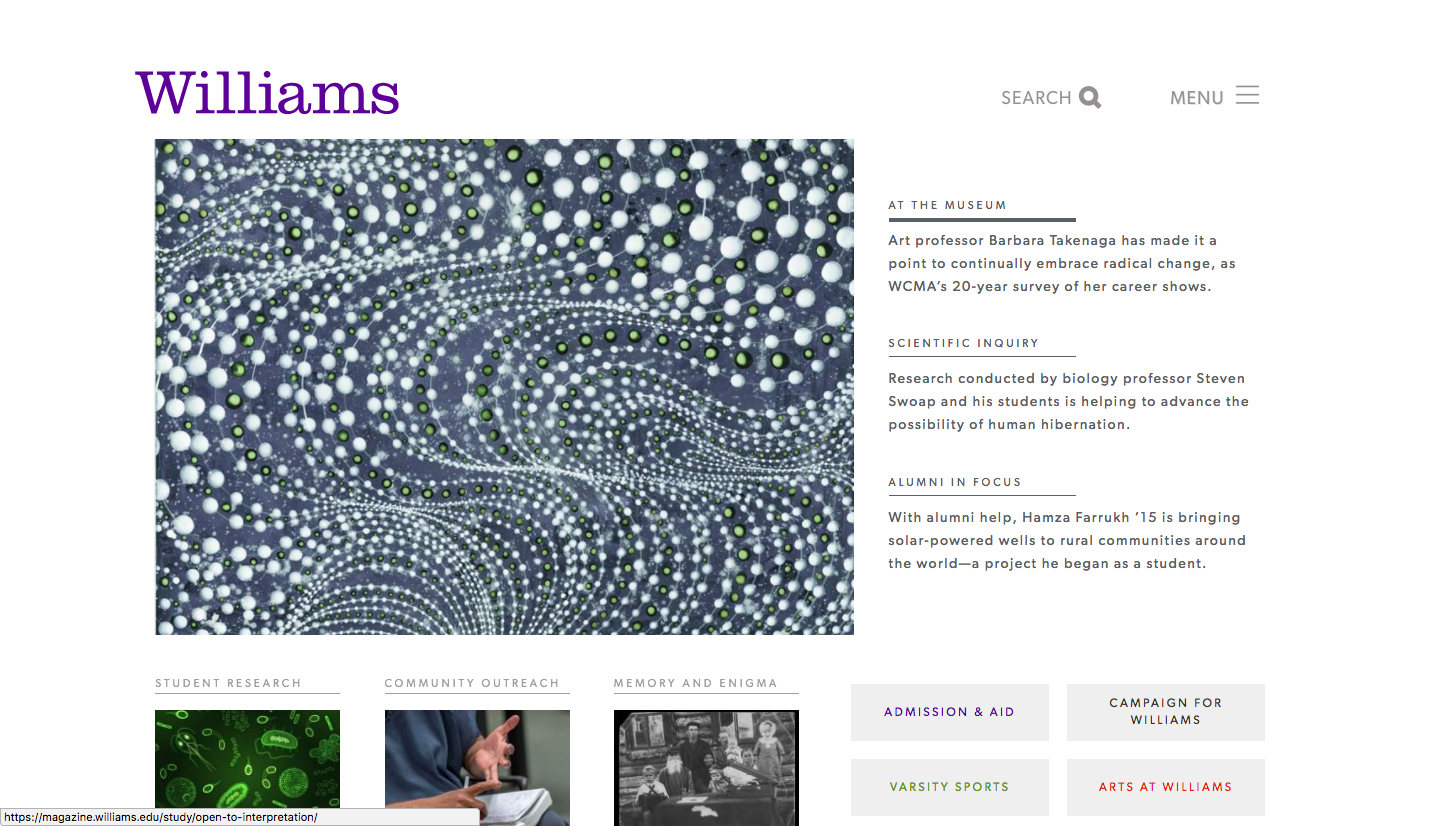 Williams
SEARCH
MENU
AT THE MUSEUM
Art professor Barbara Takenaga has made it a
point to continually embrace radical change, as
WCMA’s 20-year survey of her career shows.
SCIENTIFIC INQUIRY
Research conducted by biology professor Steven
Swoap and his students is helping to advance the
possibility of human hibernation.
ALUMNI IN FOCUS
With alumni help, Hamza Farrukh ’15 is bringing
solar-powered wells to rural communities around
the world—a project he began as a student.
STUDENT RESEARCH
COMMUNITY OUTREACH
MEMORY AND ENIGMA
ADMISSION & AID
CAMPAIGN FOR
WILLIAMS
VARSITY SPORTS
ARTS AT WILLIAMS
https://magazine.williams.edu/study/open-to-interpretation/